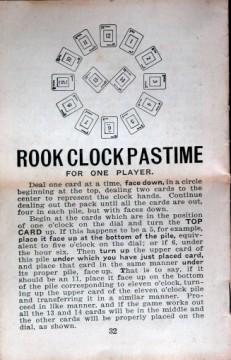 ROOK CLOCK PASTIME
FOR ONE PLAYER.
Deal one card at a time, face down, in a circle
beginning at the top, dealing two cards to the
center to represent the clock hands. Continue
dealing out the pack until all the cards are out,
four in each pile, but with faces down.
Begin at the cards which are in the position
of one o'clock on the dial and turn the TOP
CARD up. If this happens to be a 5, for example,
place it face up at the bottom of the pile, equiv-
alent to five o'clock on the dial; or if 6, under
the hour six. Then turn up the upper card of
this pile under which you have just placed card,
and place that card in the same manner under
its proper pile, face up. That is to say, if it
should be an 11, place it face up on the bottom
of the pile corresponding to eleven o'clock, turn-
ing up the upper card of the eleven o'clock pile
and transferring it in a similar manner. Pro-
ceed in like manner, and if the game works out
all the 13 and 14 cards will be in the middle and
the other cards will be properly placed on the
dial, as shown.
32